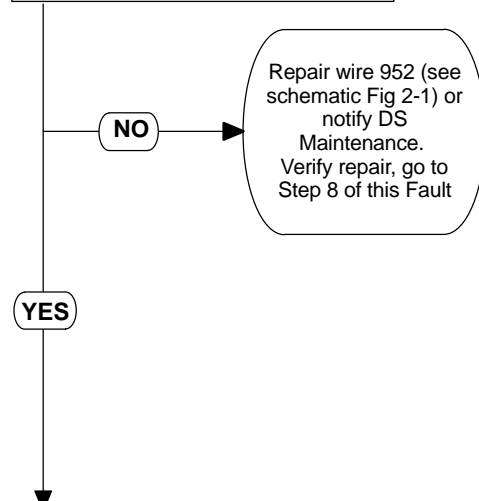 Repair wire 952 (see
schematic Fig 2-1) or
notify DS
Maintenance.
Verify repair, go to
Step 8 of this Fault
NO
YES